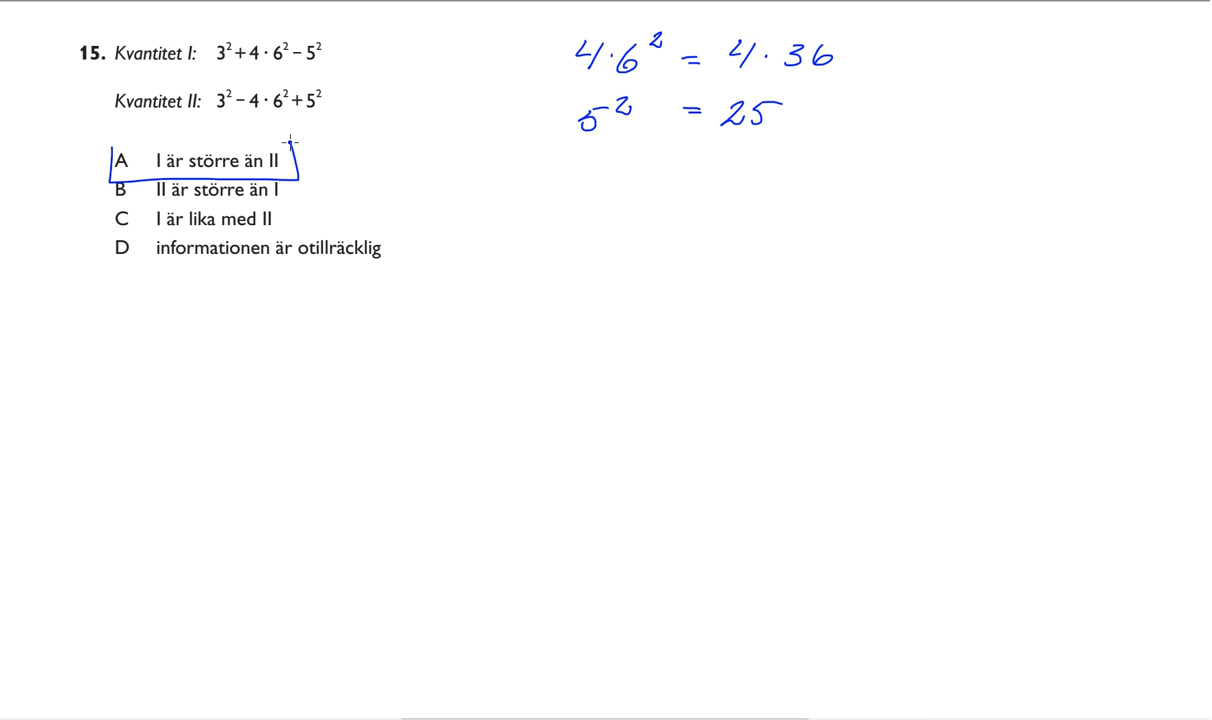 15. Kvantitet I: 3² + 4 · 6² − 5²
4 · 6² = 4 · 36
Kvantitet II: 3² − 4 · 6² + 5²
5² = 25
A I är större än II
B II är större än I
C I är lika med II
D informationen är otillräcklig